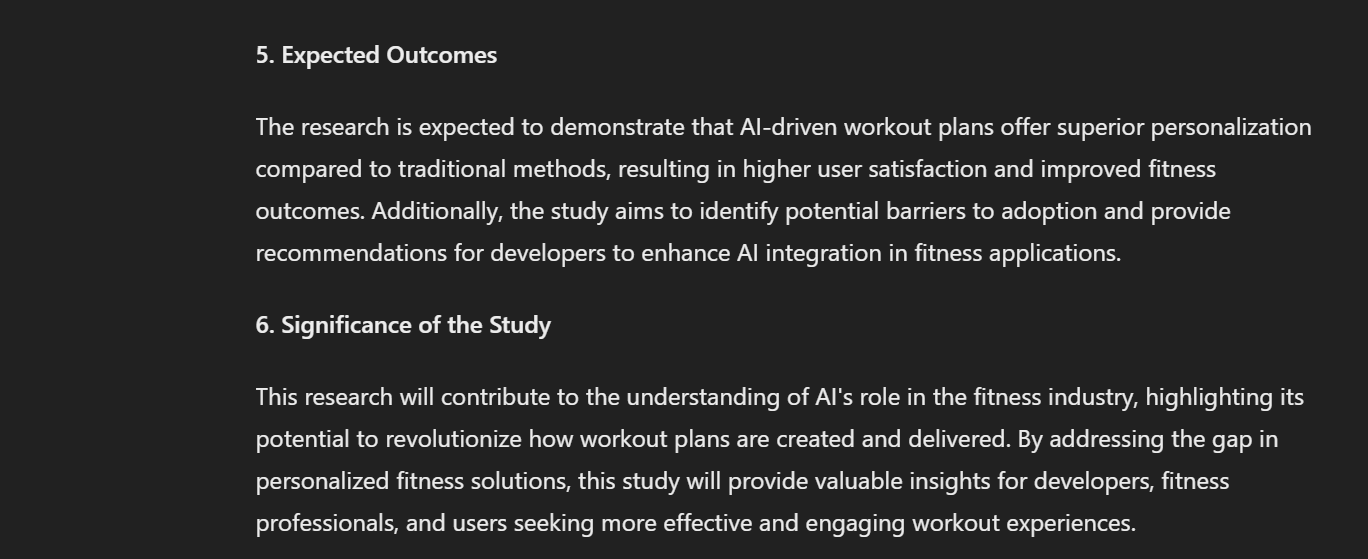 5. Expected Outcomes
The research is expected to demonstrate that AI-driven workout plans offer superior personalization
compared to traditional methods, resulting in higher user satisfaction and improved fitness
outcomes. Additionally, the study aims to identify potential barriers to adoption and provide
recommendations for developers to enhance AI integration in fitness applications.
6. Significance of the Study
This research will contribute to the understanding of AI's role in the fitness industry, highlighting its
potential to revolutionize how workout plans are created and delivered. By addressing the gap in
personalized fitness solutions, this study will provide valuable insights for developers, fitness
professionals, and users seeking more effective and engaging workout experiences.